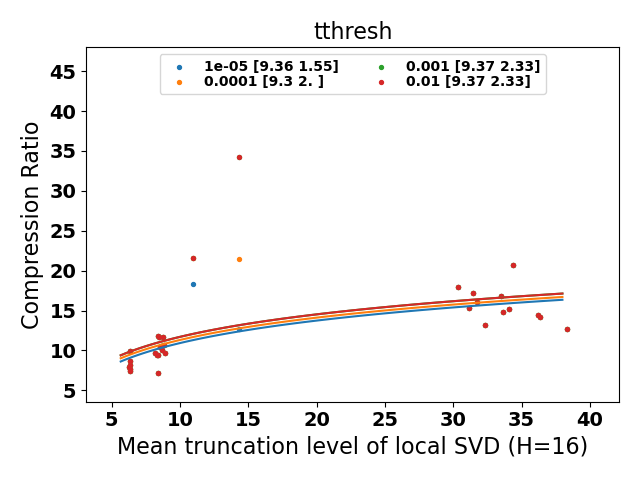 tthresh
1e-05 [9.36 1.55]
0.0001 [9.3 2. ]
0.001 [9.37 2.33]
0.01 [9.37 2.33]
Compression Ratio
45
40
35
30
25
20
15
10
5
5 10 15 20 25 30 35 40
Mean truncation level of local SVD (H=16)